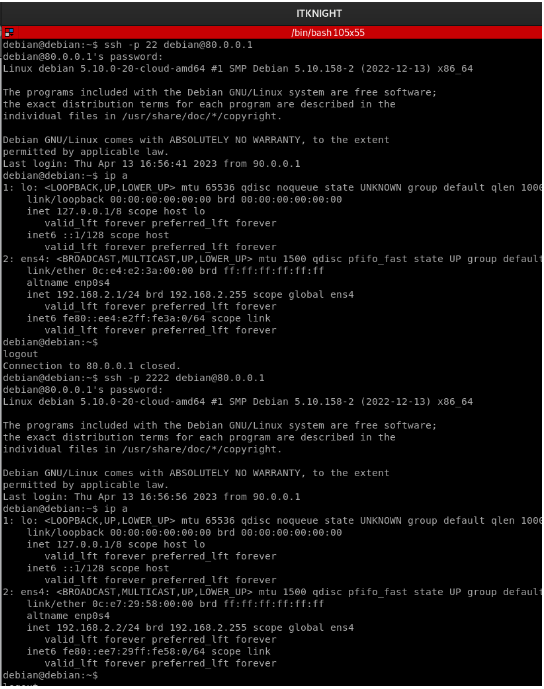 ITKNIGHT
/bin/bash 105x55
debian@debian:~$ ssh -p 22 debian@80.0.0.1
debian@80.0.0.1's password:
Linux debian 5.10.0-20-cloud-amd64 #1 SMP Debian 5.10.158-2 (2022-12-13) x86_64
The programs included with the Debian GNU/Linux system are free software;
the exact distribution terms for each program are described in the
individual files in /usr/share/doc/*/copyright.
Debian GNU/Linux comes with ABSOLUTELY NO WARRANTY, to the extent
permitted by applicable law.
Last login: Thu Apr 13 16:56:41 2023 from 90.0.0.1
debian@debian:~$ ip a
1: lo: <LOOPBACK,UP,LOWER_UP> mtu 65536 qdisc noqueue state UNKNOWN group default qlen 1000
link/loopback 00:00:00:00:00:00 brd 00:00:00:00:00:00
inet 127.0.0.1/8 scope host lo
valid_lft forever preferred_lft forever
inet6 ::1/128 scope host
valid_lft forever preferred_lft forever
2: ens4: <BROADCAST,MULTICAST,UP,LOWER_UP> mtu 1500 qdisc pfifo_fast state UP group default
link/ether 0c:e4:e2:3a:00:00 brd ff:ff:ff:ff:ff:ff
altname enp0s4
inet 192.168.2.1/24 brd 192.168.2.255 scope global ens4
valid_lft forever preferred_lft forever
inet6 fe80::ee4:e2ff:fe3a:0/64 scope link
valid_lft forever preferred_lft forever
debian@debian:~$
logout
Connection to 80.0.0.1 closed.
debian@debian:~$ ssh -p 2222 debian@80.0.0.1
debian@80.0.0.1's password:
Linux debian 5.10.0-20-cloud-amd64 #1 SMP Debian 5.10.158-2 (2022-12-13) x86_64
The programs included with the Debian GNU/Linux system are free software;
the exact distribution terms for each program are described in the
individual files in /usr/share/doc/*/copyright.
Debian GNU/Linux comes with ABSOLUTELY NO WARRANTY, to the extent
permitted by applicable law.
Last login: Thu Apr 13 16:56:56 2023 from 90.0.0.1
debian@debian:~$ ip a
1: lo: <LOOPBACK,UP,LOWER_UP> mtu 65536 qdisc noqueue state UNKNOWN group default qlen 1000
link/loopback 00:00:00:00:00:00 brd 00:00:00:00:00:00
inet 127.0.0.1/8 scope host lo
valid_lft forever preferred_lft forever
inet6 ::1/128 scope host
valid_lft forever preferred_lft forever
2: ens4: <BROADCAST,MULTICAST,UP,LOWER_UP> mtu 1500 qdisc pfifo_fast state UP group default
link/ether 0c:e7:29:58:00:00 brd ff:ff:ff:ff:ff:ff
altname enp0s4
inet 192.168.2.2/24 brd 192.168.2.255 scope global ens4
valid_lft forever preferred_lft forever
inet6 fe80::ee7:29ff:fe58:0/64 scope link
valid_lft forever preferred_lft forever
debian@debian:~$
logout